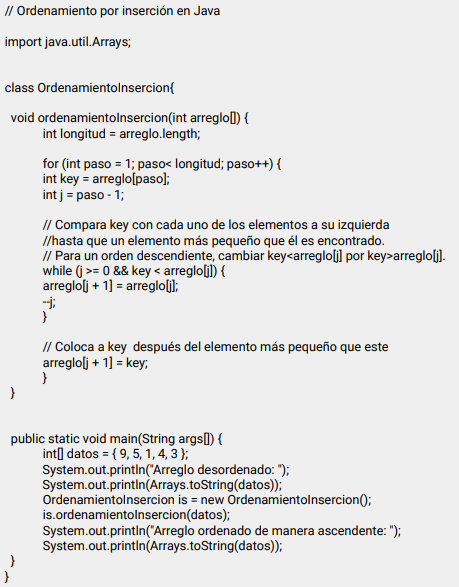 // Ordenamiento por inserción en Java
import java.util.Arrays;
class OrdenamientoInsercion{
void ordenamientoInsercion(int arreglo[]) {
int longitud = arreglo.length;
for (int paso = 1; paso< longitud; paso++) {
int key = arreglo[paso];
int j = paso - 1;
// Compara key con cada uno de los elementos a su izquierda
//hasta que un elemento más pequeño que él es encontrado.
// Para un orden descendiente, cambiar key<arreglo[j] por key>arreglo[j].
while (j >= 0 && key < arreglo[j]) {
arreglo[j + 1] = arreglo[j];
--j;
}
// Coloca a key después del elemento más pequeño que este
arreglo[j + 1] = key;
}
}
public static void main(String args[]) {
int[] datos = { 9, 5, 1, 4, 3 };
System.out.println("Arreglo desordenado: ");
System.out.println(Arrays.toString(datos));
OrdenamientoInsercion is = new OrdenamientoInsercion();
is.ordenamientoInsercion(datos);
System.out.println("Arreglo ordenado de manera ascendente: ");
System.out.println(Arrays.toString(datos));
}
}